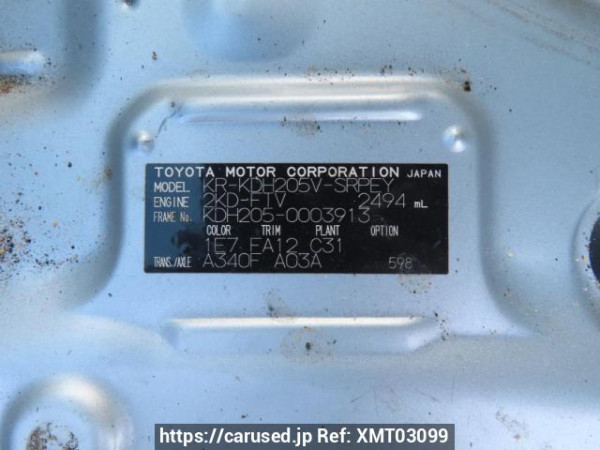 TOYOTA MOTOR CORPORATION JAPAN
MODEL KR-KDH205V-SRPEY
ENGINE 2KD-FTV 2494 mL
FRAME No. KDH205-0003913
COLOR TRIM PLANT OPTION
1E7 FA12 C31
TRANS./AXLE A340F A03A 598
https://carused.jp Ref: XMT03099